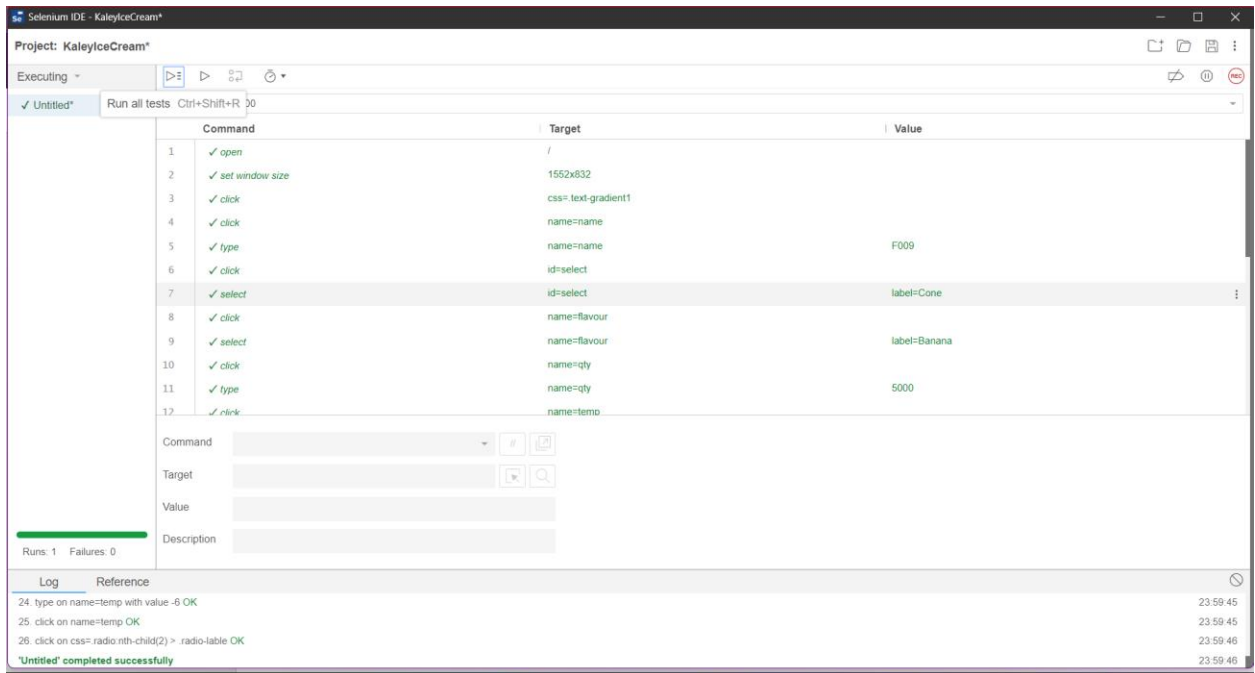 Se Selenium IDE - KaleyIceCream*
Project: KaleyIceCream*
Executing
REC
✓ Untitled*
Run all tests Ctrl+Shift+R
Command Target Value
1 ✓ open /
2 ✓ set window size 1552x832
3 ✓ click css=.text-gradient1
4 ✓ click name=name
5 ✓ type name=name F009
6 ✓ click id=select
7 ✓ select id=select label=Cone
8 ✓ click name=flavour
9 ✓ select name=flavour label=Banana
10 ✓ click name=qty
11 ✓ type name=qty 5000
12 ✓ click name=temp
Command //
Target
Value
Description
Runs: 1 Failures: 0
Log Reference
24. type on name=temp with value -6 OK 23:59:45
25. click on name=temp OK 23:59:45
26. click on css=.radio:nth-child(2) > .radio-lable OK 23:59:46
'Untitled' completed successfully 23:59:46